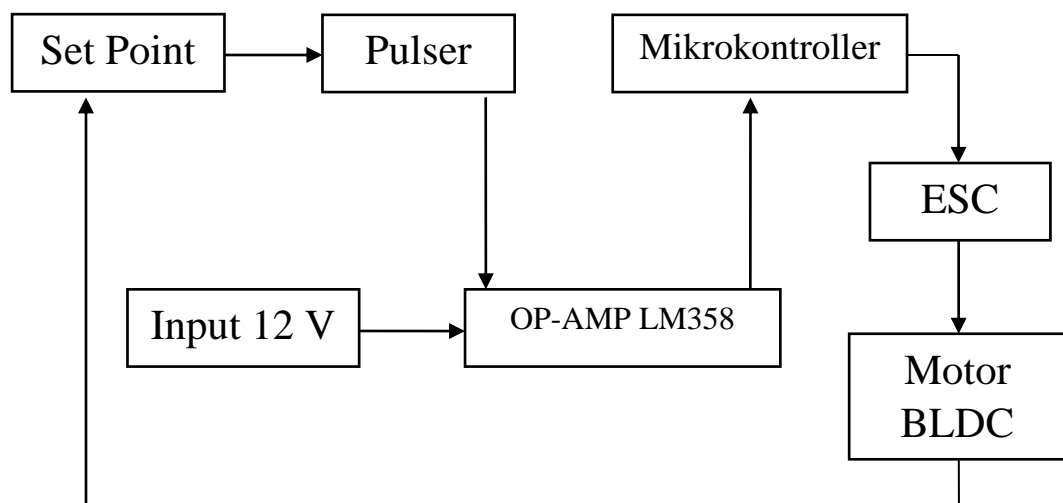 Set Point
Pulser
Mikrokontroller
ESC
Input 12 V
OP-AMP LM358
Motor
BLDC